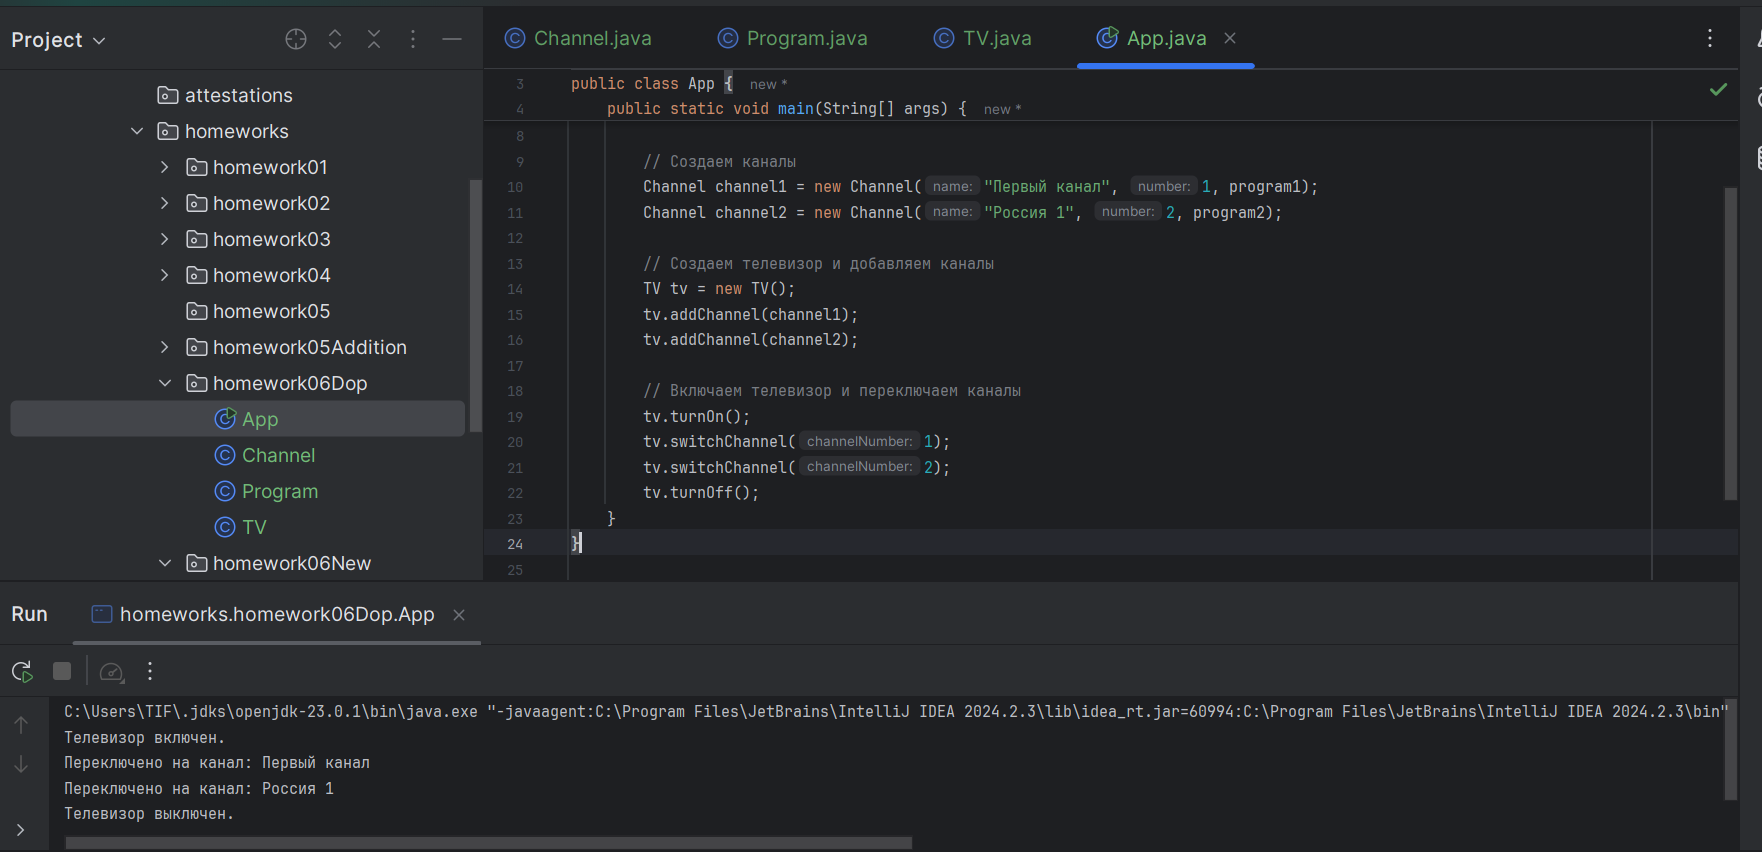 Project
attestations
homeworks
homework01
homework02
homework03
homework04
homework05
homework05Addition
homework06Dop
App
Channel
Program
TV
homework06New
Channel.java
Program.java
TV.java
App.java
3 public class App { new *
4 public static void main(String[] args) { new *
8
9 // Создаем каналы
10 Channel channel1 = new Channel( name: "Первый канал", number: 1, program1);
11 Channel channel2 = new Channel( name: "Россия 1", number: 2, program2);
12
13 // Создаем телевизор и добавляем каналы
14 TV tv = new TV();
15 tv.addChannel(channel1);
16 tv.addChannel(channel2);
17
18 // Включаем телевизор и переключаем каналы
19 tv.turnOn();
20 tv.switchChannel( channelNumber: 1);
21 tv.switchChannel( channelNumber: 2);
22 tv.turnOff();
23 }
24 }
25
Run
homeworks.homework06Dop.App
C:\Users\TIF\.jdks\openjdk-23.0.1\bin\java.exe "-javaagent:C:\Program Files\JetBrains\IntelliJ IDEA 2024.2.3\lib\idea_rt.jar=60994:C:\Program Files\JetBrains\IntelliJ IDEA 2024.2.3\bin"
Телевизор включен.
Переключено на канал: Первый канал
Переключено на канал: Россия 1
Телевизор выключен.